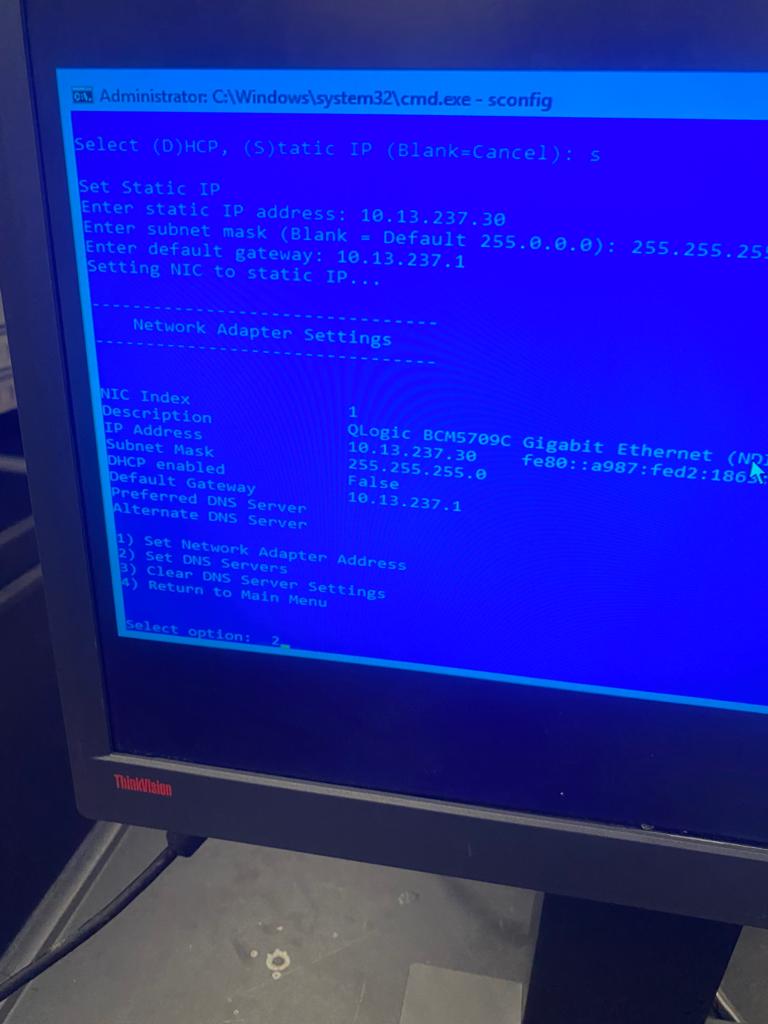 Administrator: C:\Windows\system32\cmd.exe - sconfig
Select (D)HCP, (S)tatic IP (Blank=Cancel): s
Set Static IP
Enter static IP address: 10.13.237.30
Enter subnet mask (Blank = Default 255.0.0.0): 255.255.255
Enter default gateway: 10.13.237.1
Setting NIC to static IP...
--------------------------------
Network Adapter Settings
--------------------------------
NIC Index 1
Description QLogic BCM5709C Gigabit Ethernet (NDI
IP Address 10.13.237.30 fe80::a987:fed2:186
Subnet Mask 255.255.255.0
DHCP enabled False
Default Gateway 10.13.237.1
Preferred DNS Server
Alternate DNS Server
1) Set Network Adapter Address
2) Set DNS Servers
3) Clear DNS Server Settings
4) Return to Main Menu
Select option: 2
ThinkVision